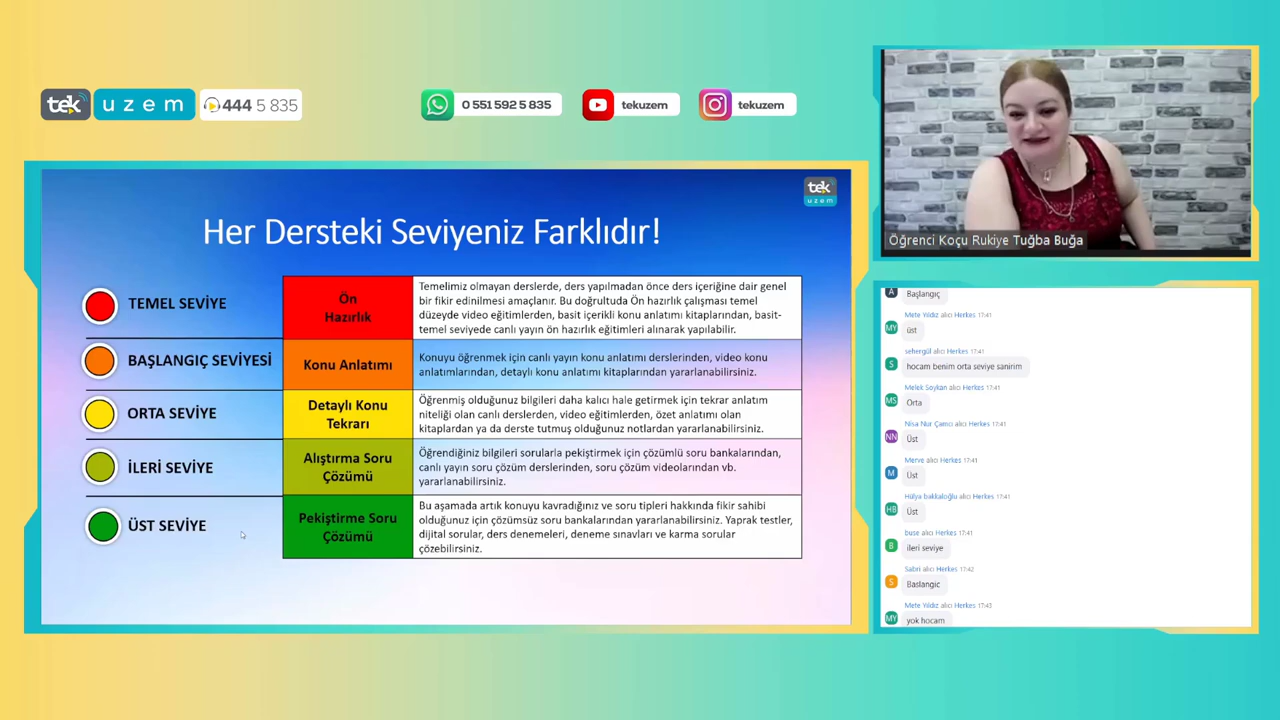 tek uzem 444 5 835
0 551 592 5 835
tekuzem
tekuzem
tek
uzem
Her Dersteki Seviyeniz Farklıdır!
TEMEL SEVİYE
Ön
Hazırlık
Temelimiz olmayan derslerde, ders yapılmadan önce ders içeriğine dair genel
bir fikir edinilmesi amaçlanır. Bu doğrultuda Ön hazırlık çalışması temel
düzeyde video eğitimlerden, basit içerikli konu anlatımı kitaplarından, basit-
temel seviyede canlı yayın ön hazırlık eğitimleri alınarak yapılabilir.
BAŞLANGIÇ SEVİYESİ
Konu Anlatımı
Konuyu öğrenmek için canlı yayın konu anlatımı derslerinden, video konu
anlatımlarından, detaylı konu anlatımı kitaplarından yararlanabilirsiniz.
ORTA SEVİYE
Detaylı Konu
Tekrarı
Öğrenmiş olduğunuz bilgileri daha kalıcı hale getirmek için tekrar anlatım
niteliği olan canlı derslerden, video eğitimlerden, özet anlatımı olan
kitaplardan ya da derste tutmuş olduğunuz notlardan yararlanabilirsiniz.
İLERİ SEVİYE
Alıştırma Soru
Çözümü
Öğrendiğiniz bilgileri sorularla pekiştirmek için çözümlü soru bankalarından,
canlı yayın soru çözüm derslerinden, soru çözüm videolarından vb.
yararlanabilirsiniz.
ÜST SEVİYE
Pekiştirme Soru
Çözümü
Bu aşamada artık konuyu kavradığınız ve soru tipleri hakkında fikir sahibi
olduğunuz için çözümsüz soru bankalarından yararlanabilirsiniz. Yaprak testler,
dijital sorular, ders denemeleri, deneme sınavları ve karma sorular
çözebilirsiniz.
Öğrenci Koçu Rukiye Tuğba Buğa
A
Başlangıç
Mete Yıldız alıcı Herkes 17:41
MY
üst
sehergül alıcı Herkes 17:41
S
hocam benim orta seviye sanirim
Melek Soykan alıcı Herkes 17:41
MS
Orta
Nisa Nur Çamcı alıcı Herkes 17:41
NN
Üst
Merve alıcı Herkes 17:41
M
Üst
Hülya bakkaloğlu alıcı Herkes 17:41
HB
Üst
buse alıcı Herkes 17:41
B
ileri seviye
Sabri alıcı Herkes 17:42
S
Baslangic
Mete Yıldız alıcı Herkes 17:43
MY
yok hocam